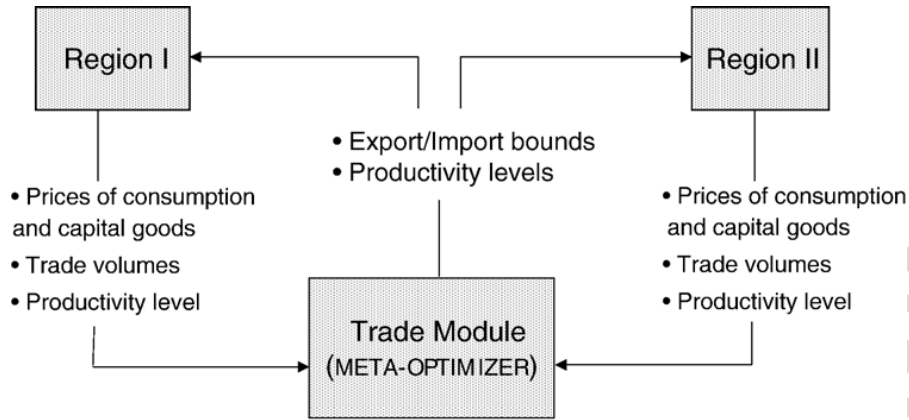 Region I
Region II
• Export/Import bounds
• Productivity levels
• Prices of consumption
and capital goods
• Trade volumes
• Productivity level
• Prices of consumption
and capital goods
• Trade volumes
• Productivity level
Trade Module
(META-OPTIMIZER)